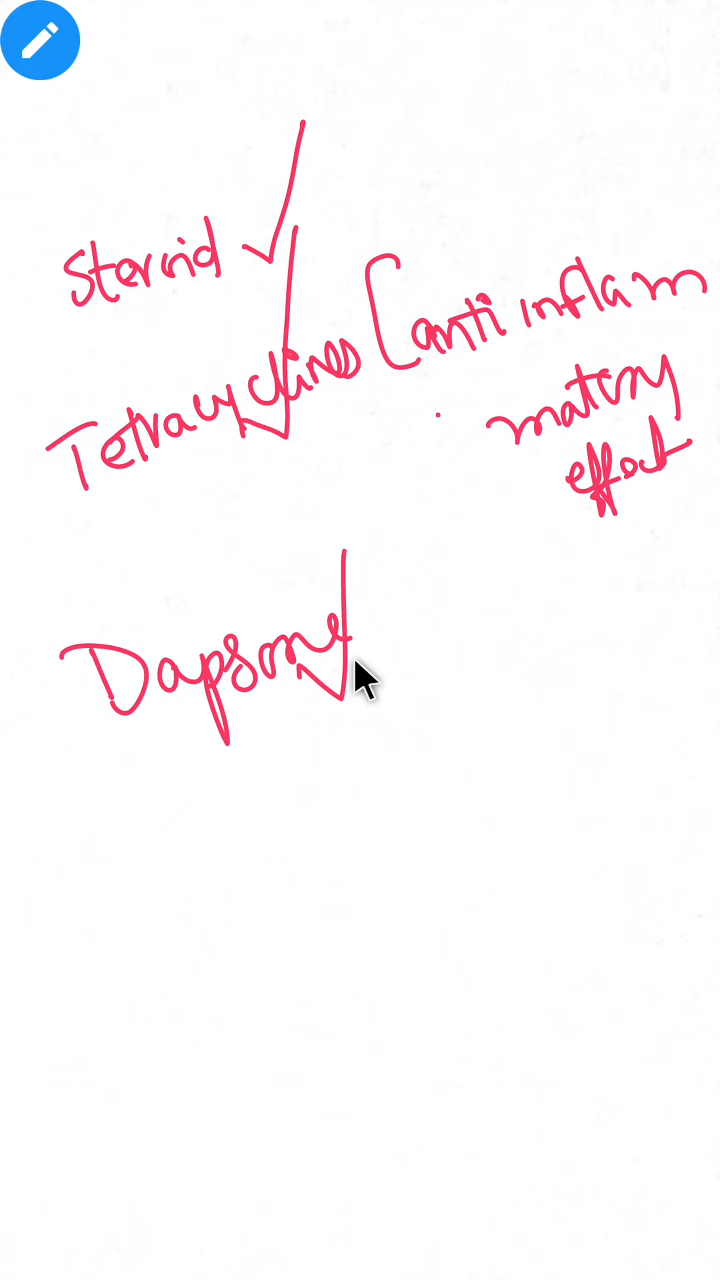 Steroid
Tetracyclines [anti inflam
matory
effect
Dapsone